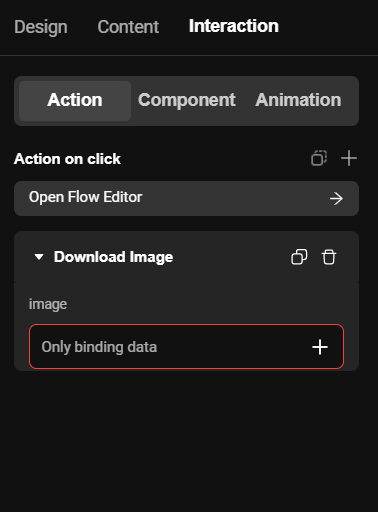 Design Content Interaction
Action Component Animation
Action on click
Open Flow Editor
Download Image
image
Only binding data